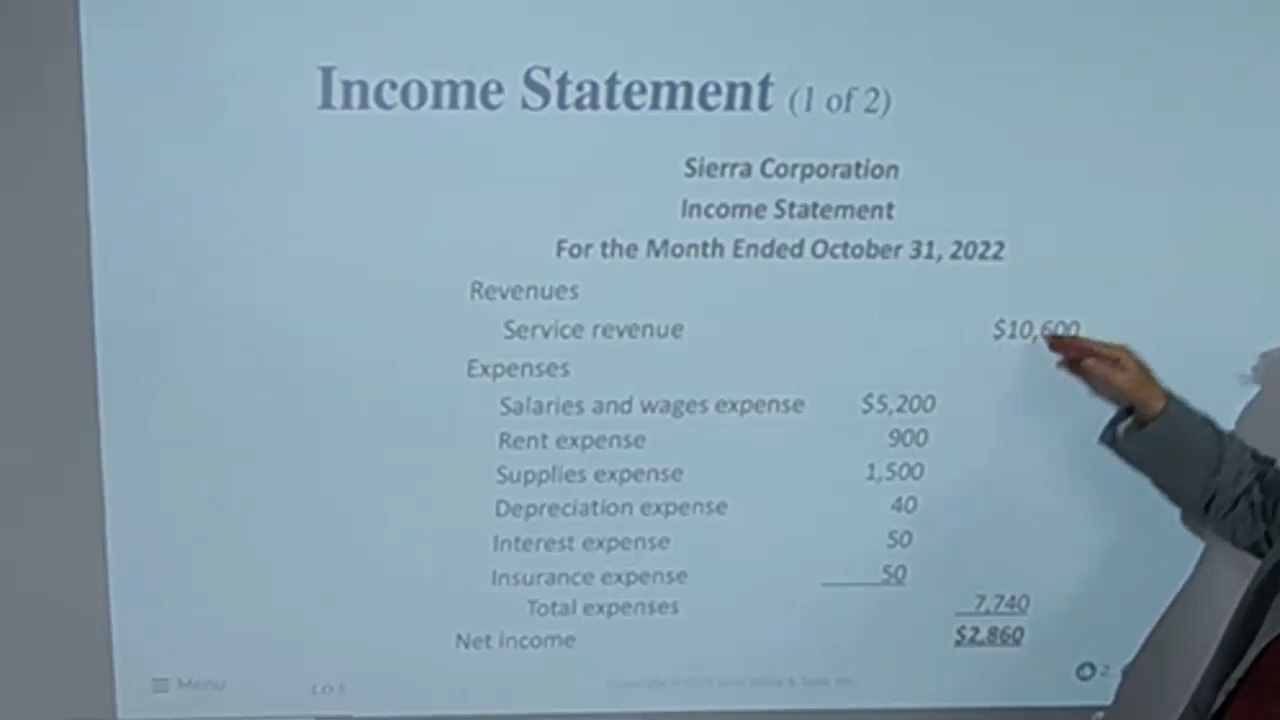 Income Statement (1 of 2)
Sierra Corporation
Income Statement
For the Month Ended October 31, 2022
Revenues
Service revenue $10,600
Expenses
Salaries and wages expense $5,200
Rent expense 900
Supplies expense 1,500
Depreciation expense 40
Interest expense 50
Insurance expense 50
Total expenses 7,740
Net income $2,860
Menu
2